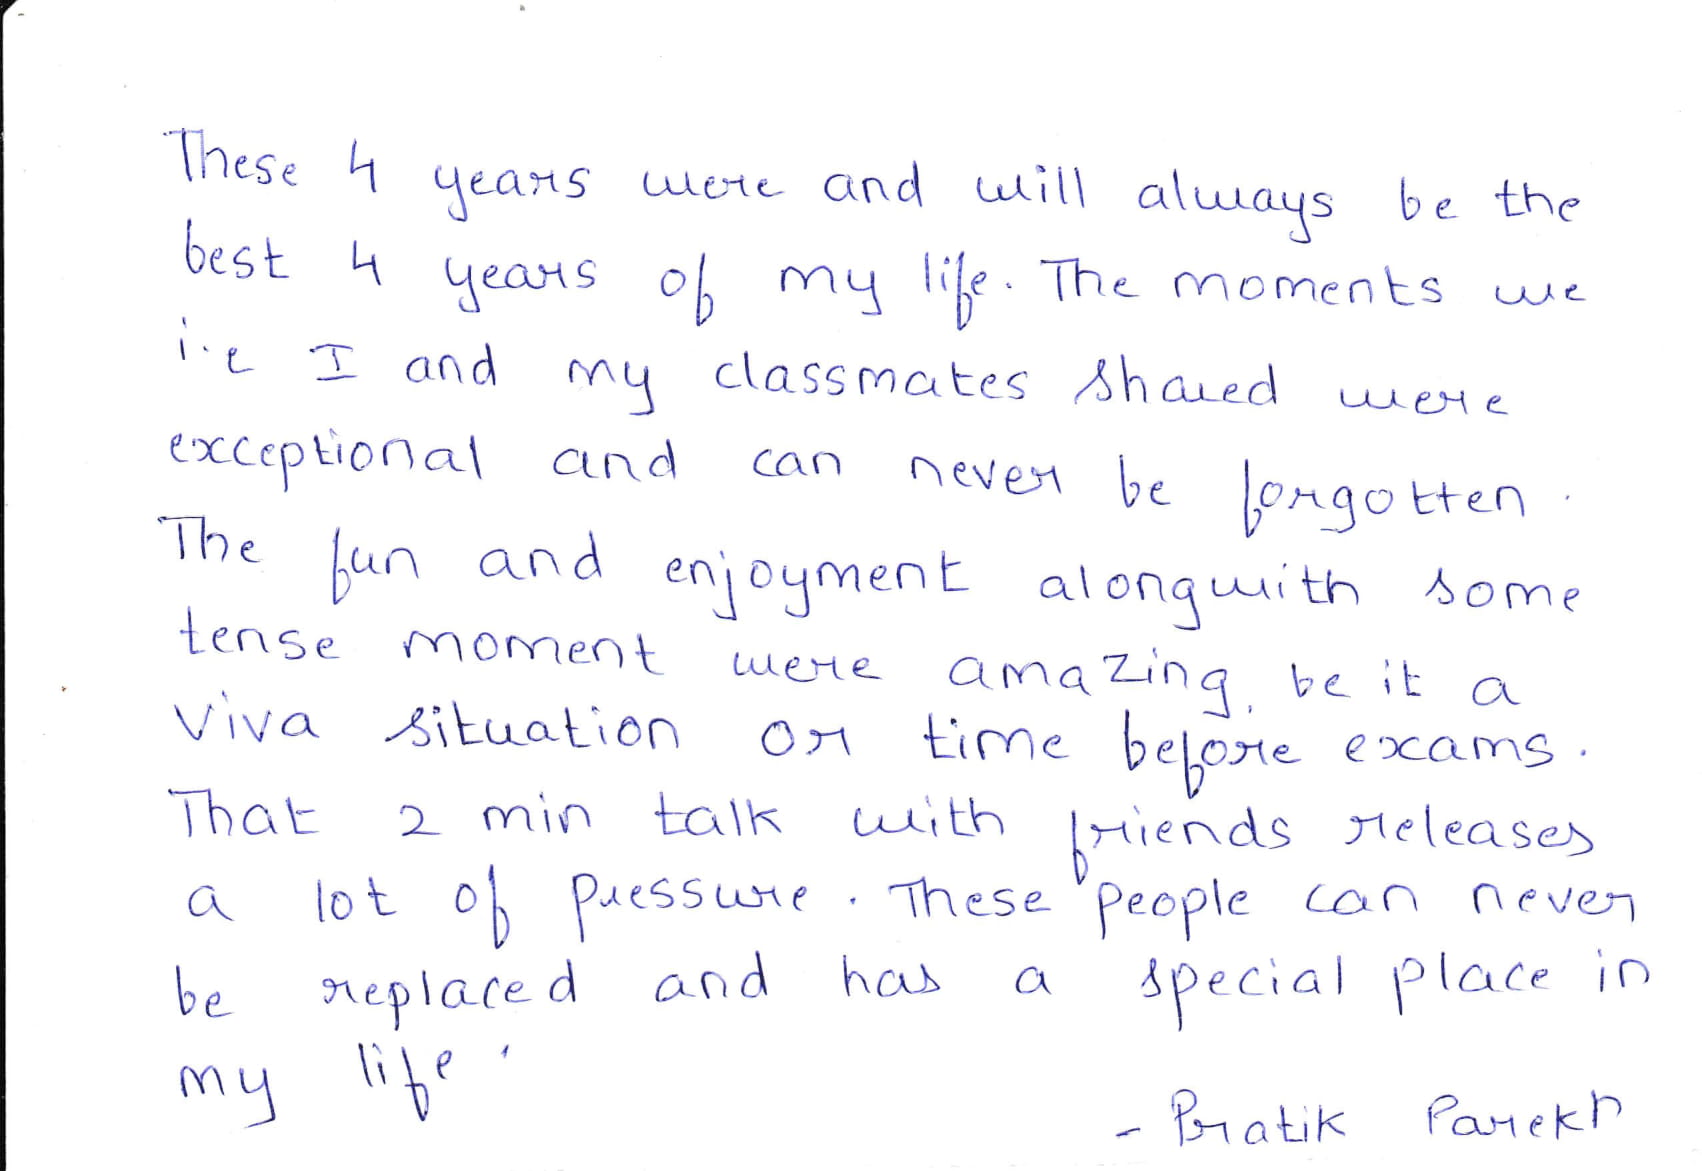 These 4 years were and will always be the
best 4 years of my life. The moments we
i.e I and my classmates shared were
exceptional and can never be forgotten.
The fun and enjoyment alongwith some
tense moment were amazing, be it a
viva situation or time before exams.
That 2 min talk with friends releases
a lot of pressure. These people can never
be replaced and has a special place in
my life.
- Pratik Parekh